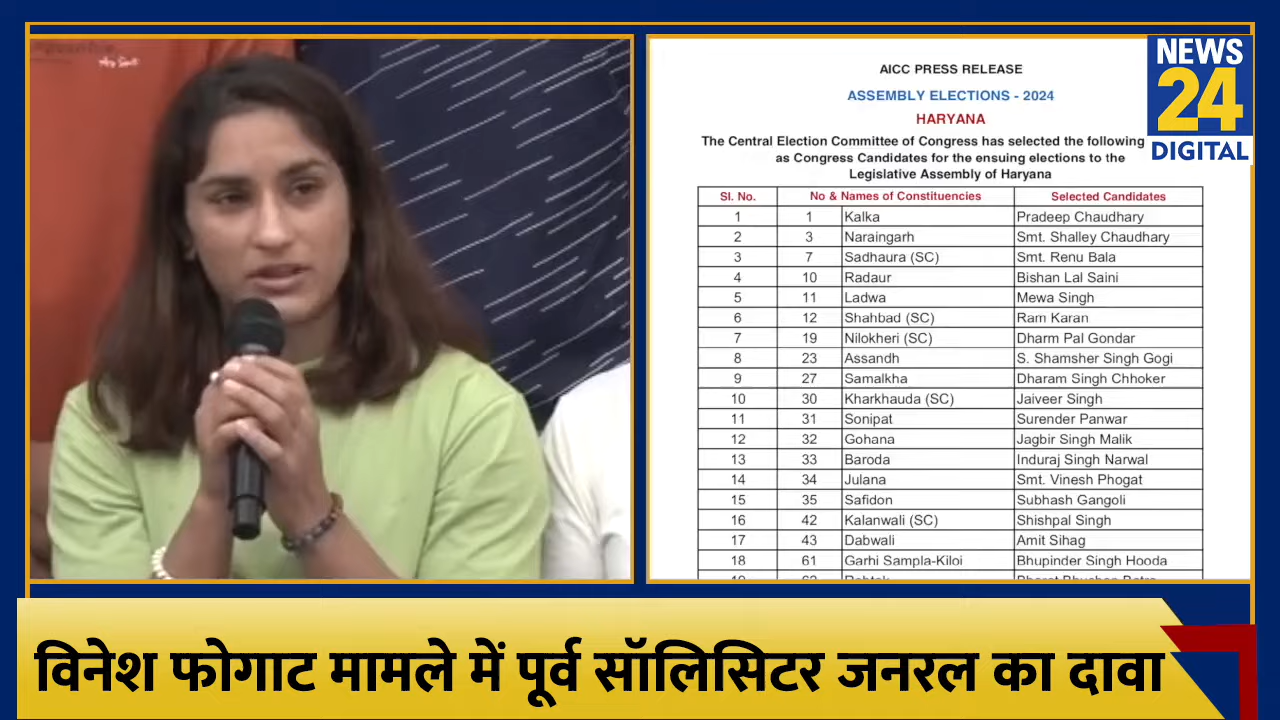 NEWS
24
DIGITAL
AICC PRESS RELEASE
ASSEMBLY ELECTIONS - 2024
HARYANA
The Central Election Committee of Congress has selected the following
as Congress Candidates for the ensuing elections to the
Legislative Assembly of Haryana
Sl. No. No & Names of Constituencies Selected Candidates
1 1 Kalka Pradeep Chaudhary
2 3 Naraingarh Smt. Shalley Chaudhary
3 7 Sadhaura (SC) Smt. Renu Bala
4 10 Radaur Bishan Lal Saini
5 11 Ladwa Mewa Singh
6 12 Shahbad (SC) Ram Karan
7 19 Nilokheri (SC) Dharm Pal Gondar
8 23 Assandh S. Shamsher Singh Gogi
9 27 Samalkha Dharam Singh Chhoker
10 30 Kharkhauda (SC) Jaiveer Singh
11 31 Sonipat Surender Panwar
12 32 Gohana Jagbir Singh Malik
13 33 Baroda Induraj Singh Narwal
14 34 Julana Smt. Vinesh Phogat
15 35 Safidon Subhash Gangoli
16 42 Kalanwali (SC) Shishpal Singh
17 43 Dabwali Amit Sihag
18 61 Garhi Sampla-Kiloi Bhupinder Singh Hooda
विनेश फोगाट मामले में पूर्व सॉलिसिटर जनरल का दावा